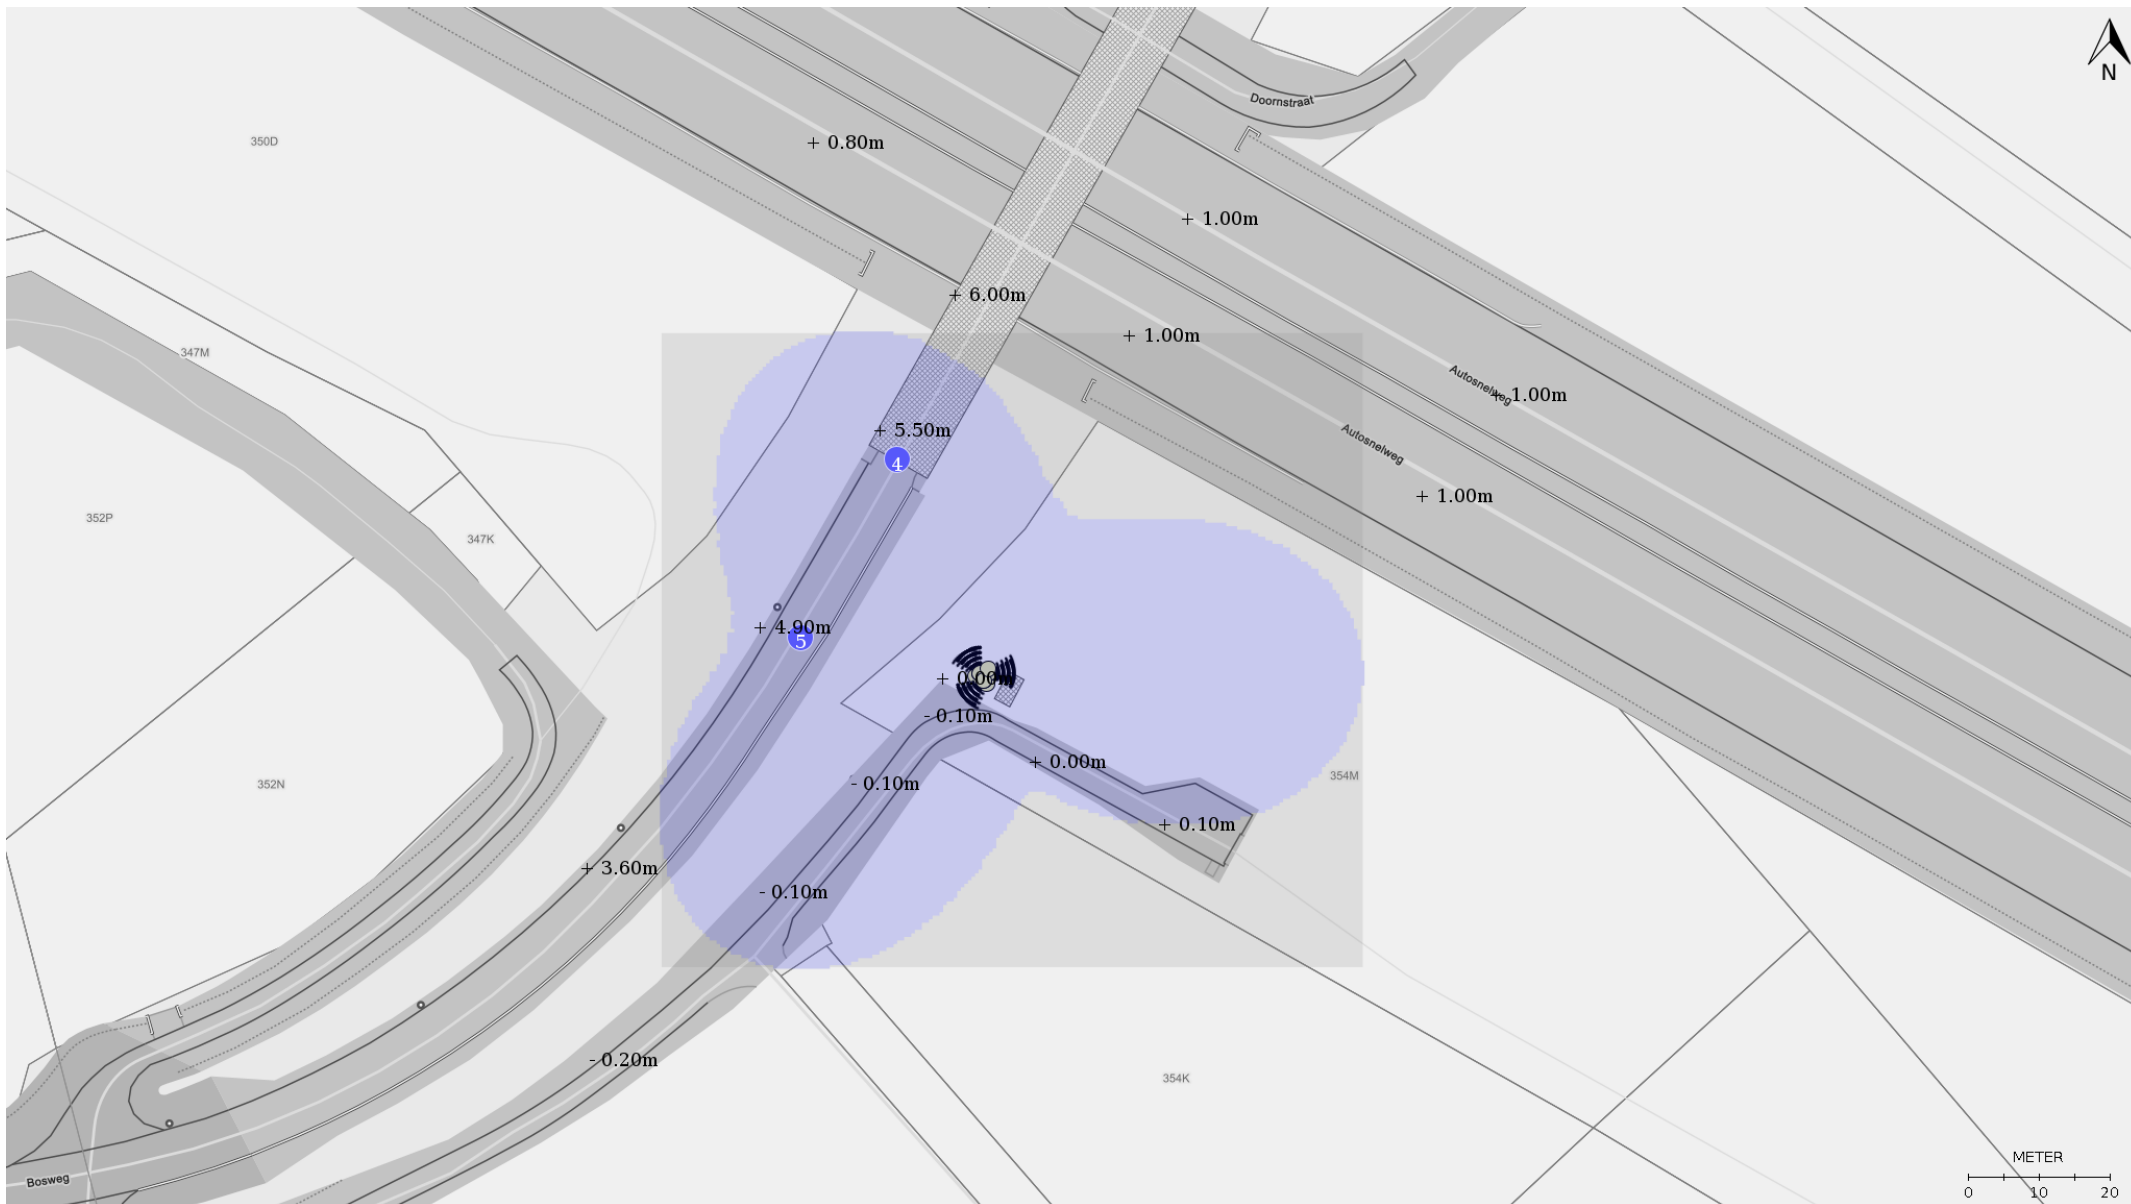 N
Doornstraat
350D
+ 0.80m
+ 1.00m
+ 6.00m
+ 1.00m
347M
Autosnelweg
+ 1.00m
+ 5.50m
Autosnelweg
4
+ 1.00m
352P
347K
+ 4.90m
5
+ 0.00m
- 0.10m
+ 0.00m
354M
352N
- 0.10m
+ 0.10m
+ 3.60m
- 0.10m
- 0.20m
354K
METER
Bosweg
0 10 20